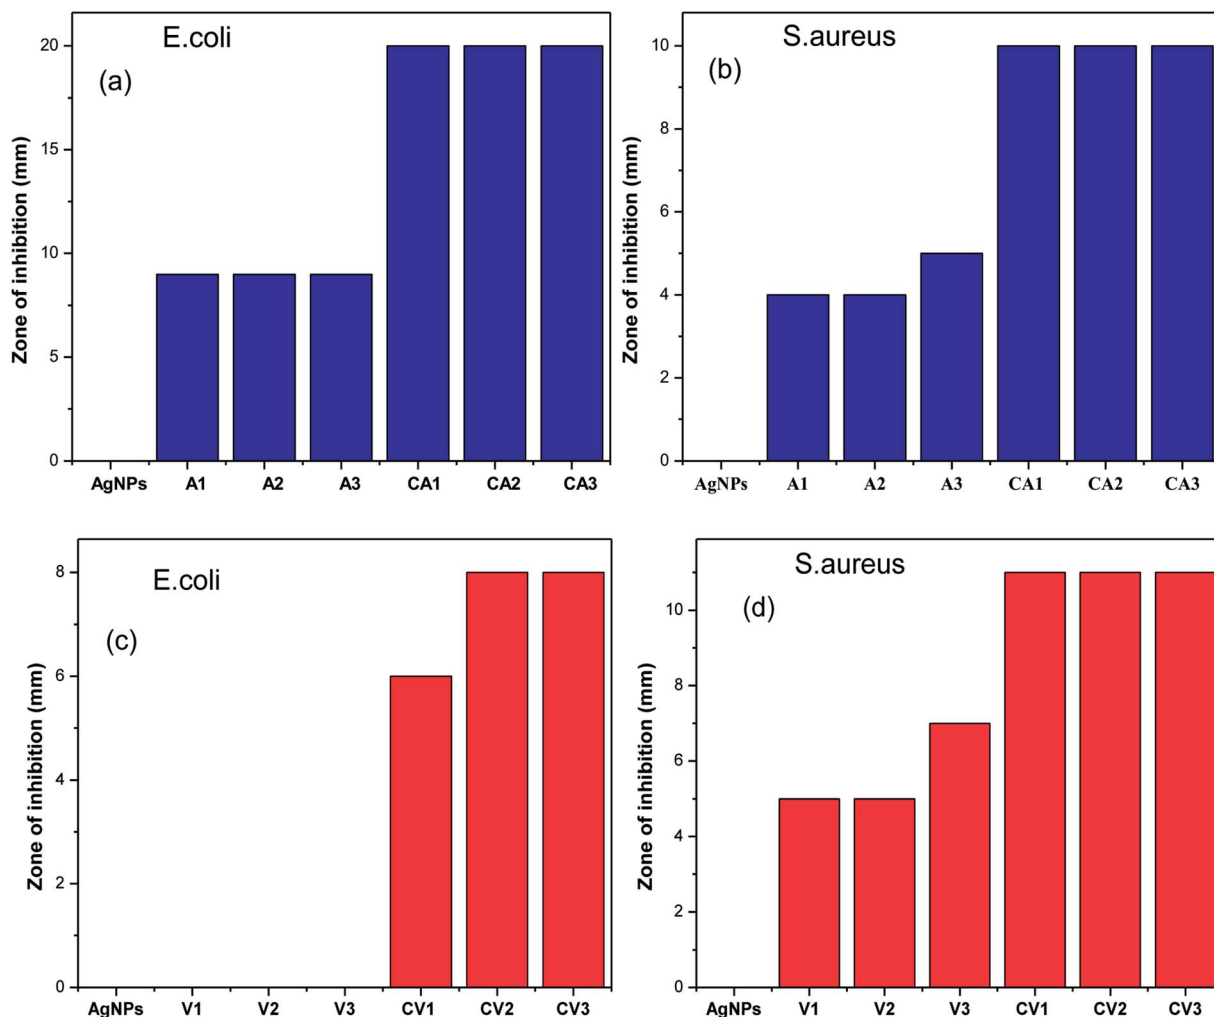 E.coli
(a)
Zone of inhibition (mm)
20
15
10
5
0
AgNPs A1 A2 A3 CA1 CA2 CA3
S.aureus
(b)
Zone of inhibition (mm)
10
8
6
4
2
0
AgNPs A1 A2 A3 CA1 CA2 CA3
E.coli
(c)
Zone of inhibition (mm)
8
6
4
2
0
AgNPs V1 V2 V3 CV1 CV2 CV3
S.aureus
(d)
Zone of inhibition (mm)
10
8
6
4
2
0
AgNPs V1 V2 V3 CV1 CV2 CV3